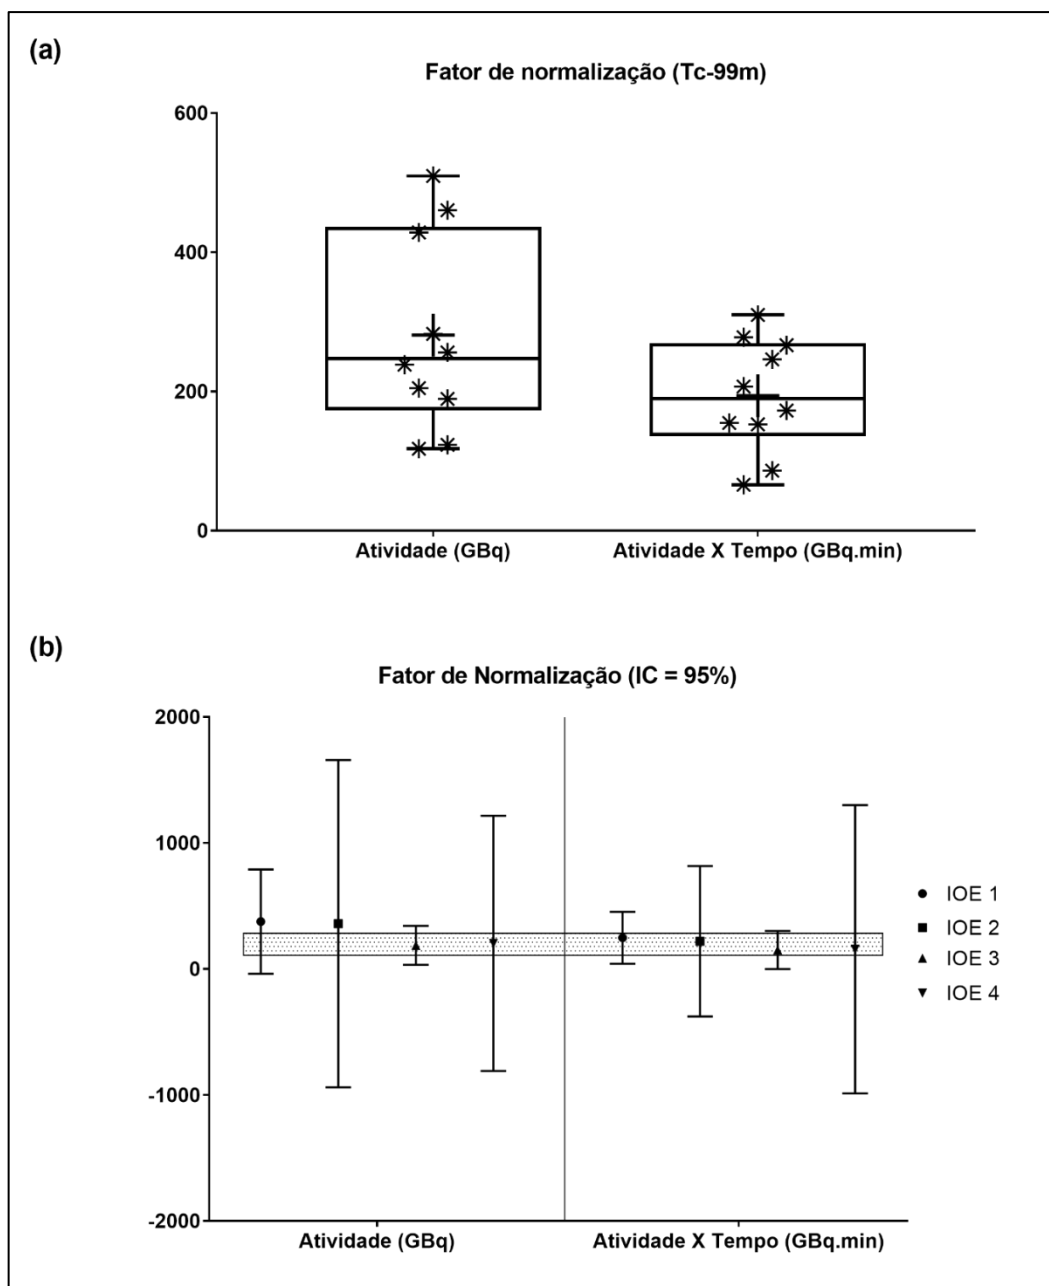 (a)
Fator de normalização (Tc-99m)
600
400
200
0
Atividade (GBq)
Atividade X Tempo (GBq.min)
(b)
Fator de Normalização (IC = 95%)
2000
1000
0
-1000
-2000
IOE 1
IOE 2
IOE 3
IOE 4
Atividade (GBq)
Atividade X Tempo (GBq.min)